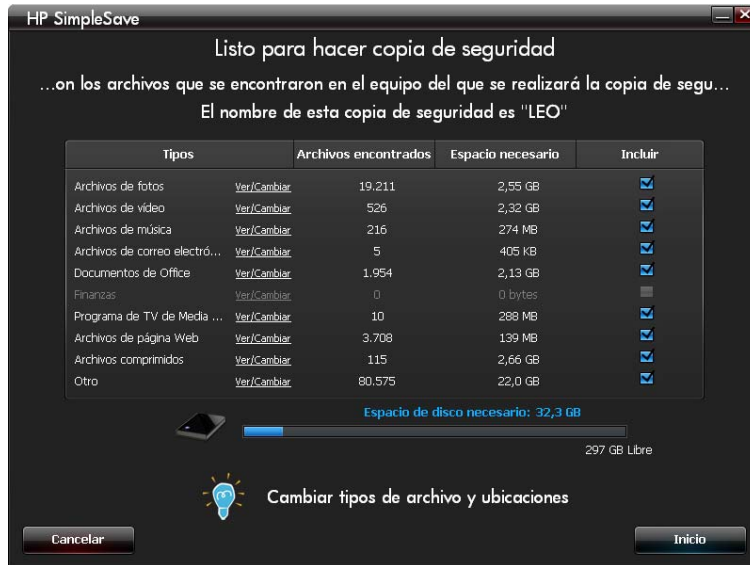 HP SimpleSave
Listo para hacer copia de seguridad
...on los archivos que se encontraron en el equipo del que se realizará la copia de segu...
El nombre de esta copia de seguridad es "LEO"
Tipos Archivos encontrados Espacio necesario Incluir
Archivos de fotos Ver/Cambiar 19.211 2,55 GB
Archivos de vídeo Ver/Cambiar 526 2,32 GB
Archivos de música Ver/Cambiar 216 274 MB
Archivos de correo electró... Ver/Cambiar 5 405 KB
Documentos de Office Ver/Cambiar 1.954 2,13 GB
Finanzas Ver/Cambiar 0 0 bytes
Programa de TV de Media ... Ver/Cambiar 10 288 MB
Archivos de página Web Ver/Cambiar 3.708 139 MB
Archivos comprimidos Ver/Cambiar 115 2,66 GB
Otro Ver/Cambiar 80.575 22,0 GB
Espacio de disco necesario: 32,3 GB
297 GB Libre
Cambiar tipos de archivo y ubicaciones
Cancelar Inicio